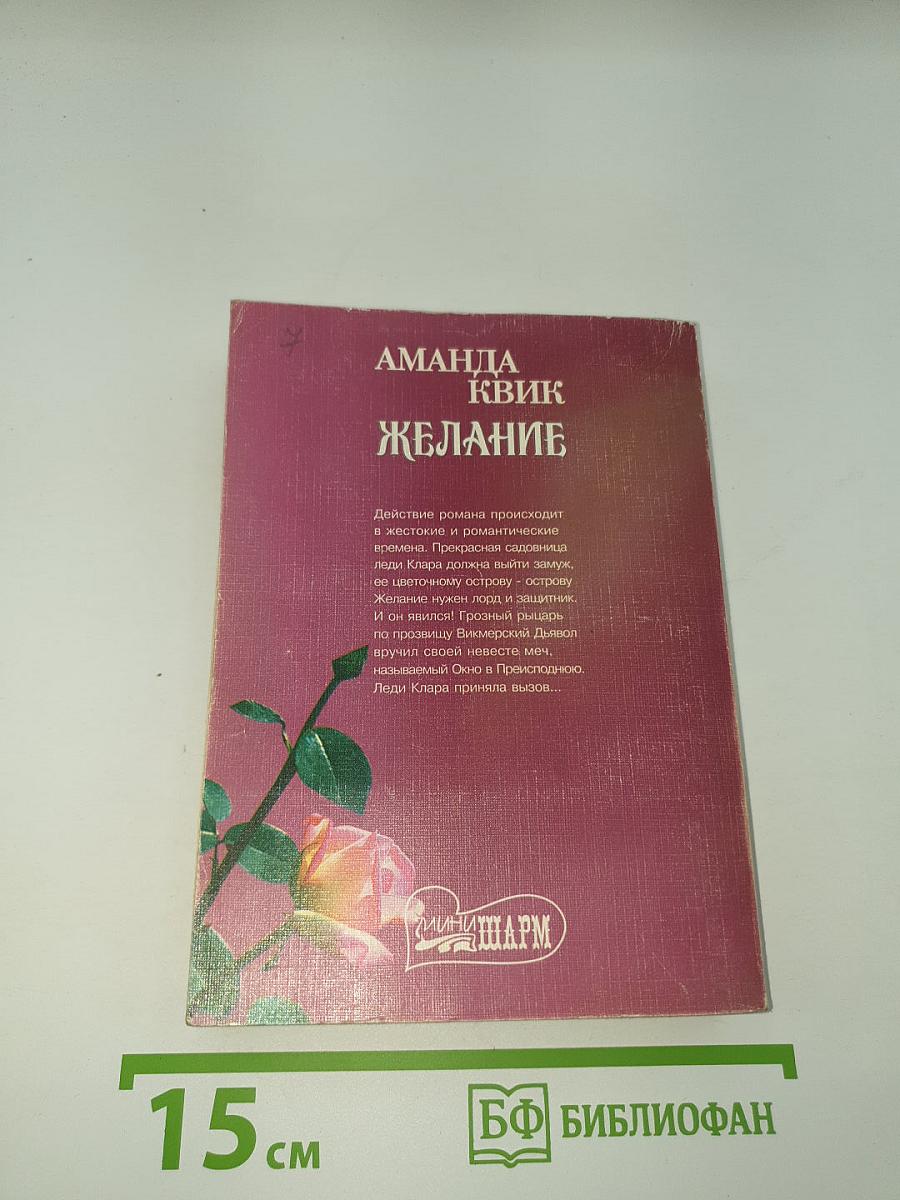 7
АМАНДА
КВИК
ЖЕЛАНИЕ
Действие романа происходит
в жестокие и романтические
времена. Прекрасная садовница
леди Клара должна выйти замуж,
ее цветочному острову - острову
Желание нужен лорд и защитник.
И он явился! Грозный рыцарь
по прозвищу Викмерский Дьявол
вручил своей невесте меч,
называемый Окно в Преисподнюю.
Леди Клара приняла вызов...
МИНИ ШАРМ
15 см
БФ БИБЛИОФАН